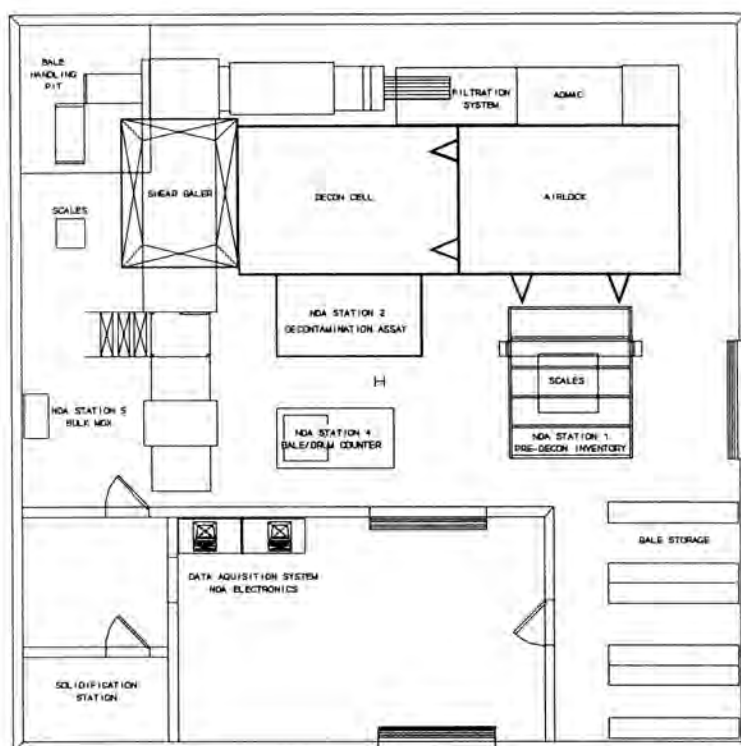 BALE
HANDLING
PIT
FILTRATION
SYSTEM
SHEAR BALER
DECON CELL
AIRLOCK
SCALES
NDA STATION 2
DECONTAMINATION ASSAY
SCALES
NDA STATION 5
BULK
NDA STATION 4
BALE/DRUM COUNTER
NDA STATION 1
PRE-DECON INVENTORY
BALE STORAGE
DATA AQUISITION SYSTEM
NDA ELECTRONICS
SOLIDIFICATION
STATION